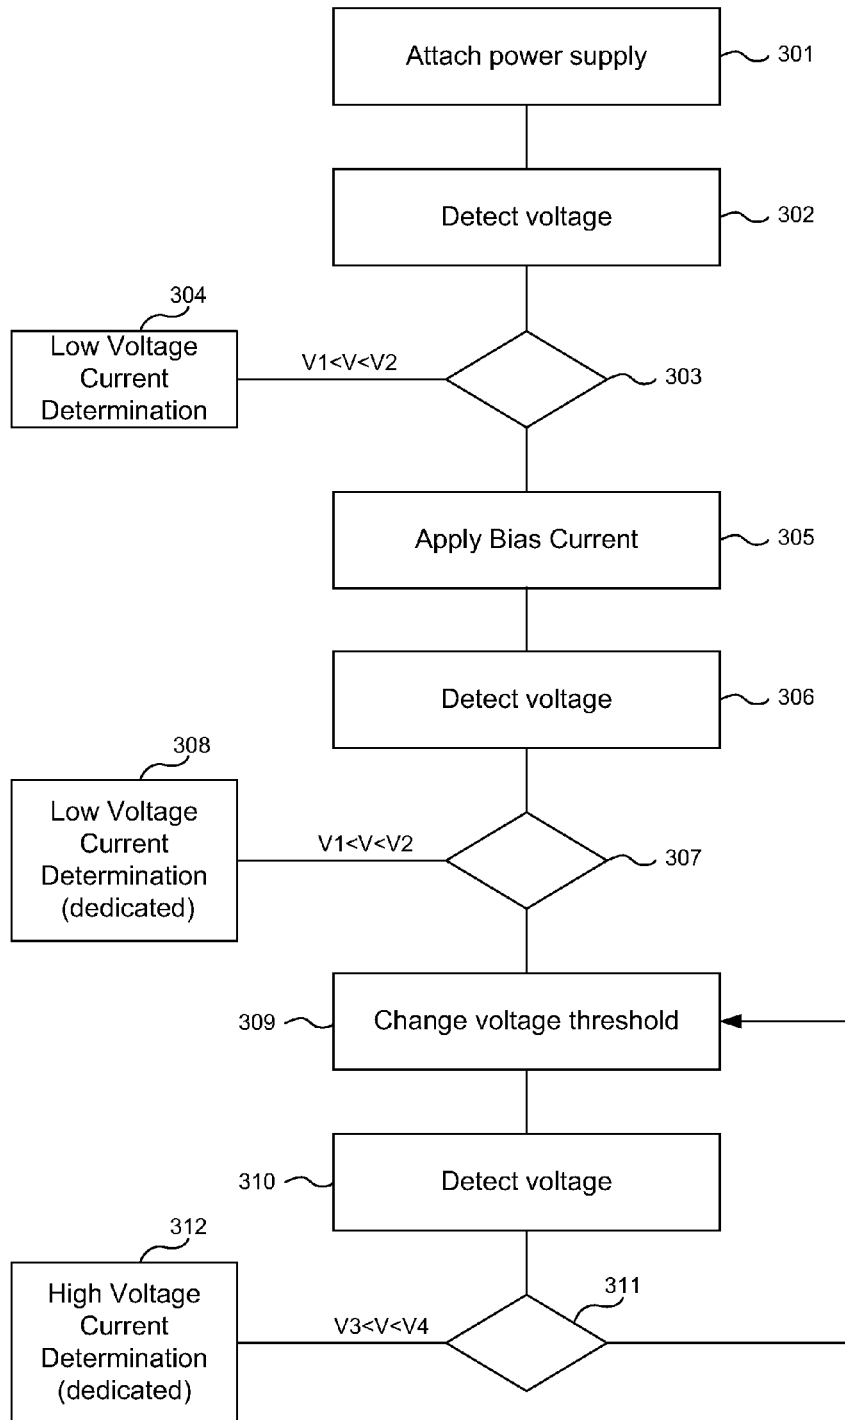 Attach power supply
301
Detect voltage
302
304
Low Voltage
Current
Determination
V1<V<V2
303
Apply Bias Current
305
Detect voltage
306
308
Low Voltage
Current
Determination
(dedicated)
V1<V<V2
307
309
Change voltage threshold
310
Detect voltage
312
High Voltage
Current
Determination
(dedicated)
V3<V<V4
311